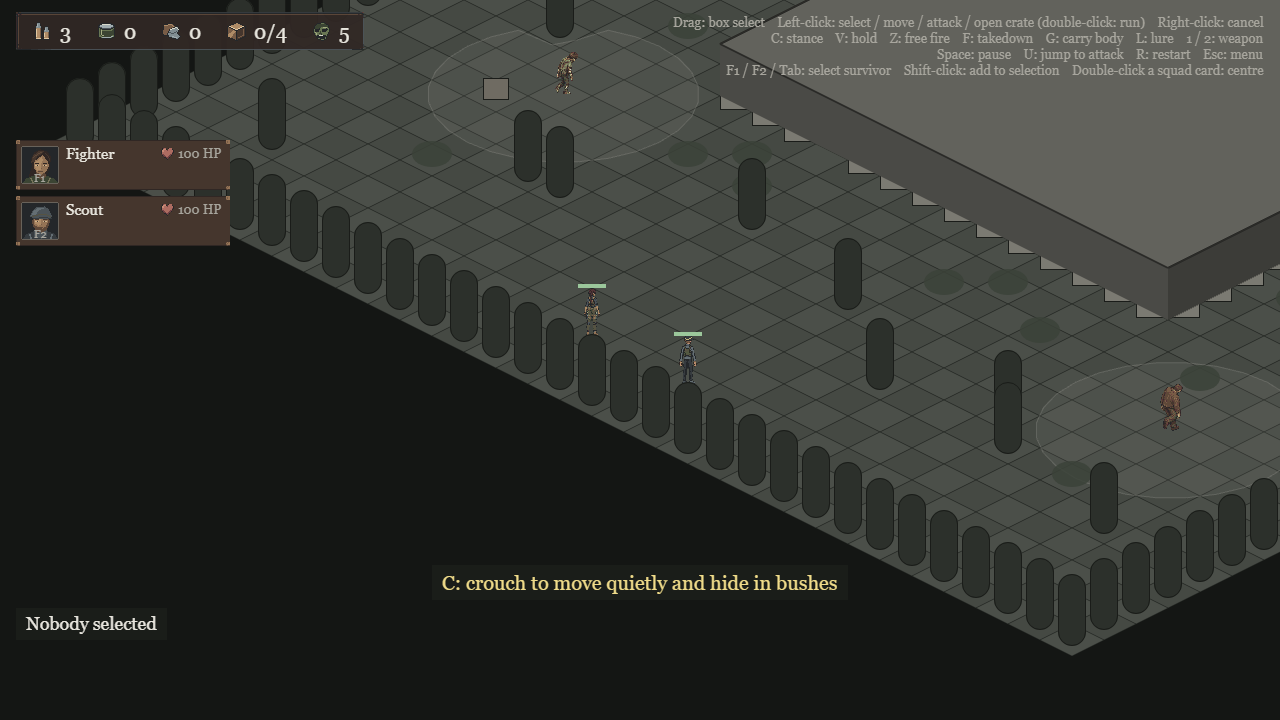 3 0 0 0/4 5
Drag: box select Left-click: select / move / attack / open crate (double-click: run) Right-click: cancel
C: stance V: hold Z: free fire F: takedown G: carry body L: lure 1 / 2: weapon
Space: pause U: jump to attack R: restart Esc: menu
F1 / F2 / Tab: select survivor Shift-click: add to selection Double-click a squad card: centre
Fighter 100 HP
F1
Scout 100 HP
F2
C: crouch to move quietly and hide in bushes
Nobody selected